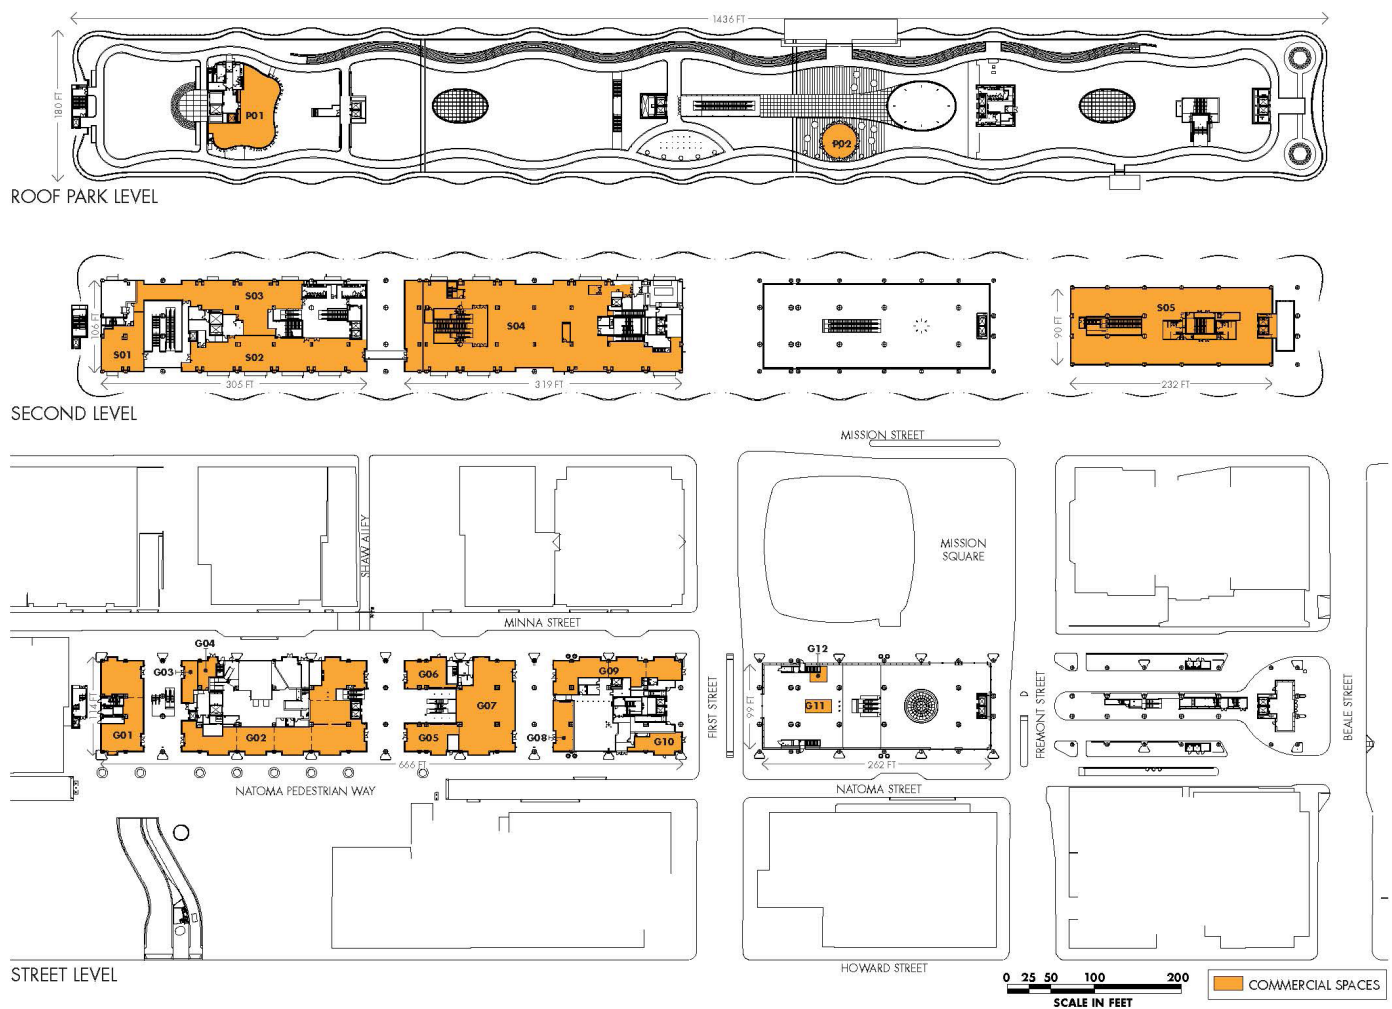 1436 FT
180 FT
P01
P02
ROOF PARK LEVEL
106 FT
S03
S01
S02
S04
S05
90 FT
305 FT
319 FT
232 FT
SECOND LEVEL
MISSION STREET
SHAW ALLEY
MISSION
SQUARE
MINNA STREET
G04
G03
G12
G06
G09
114 FT
G07
G11
99 FT
G01
G02
G05
G08
G10
FIRST STREET
D
FREMONT STREET
BEALE STREET
666 FT
262 FT
NATOMA PEDESTRIAN WAY
NATOMA STREET
HOWARD STREET
STREET LEVEL
0 25 50 100 200
SCALE IN FEET
COMMERCIAL SPACES